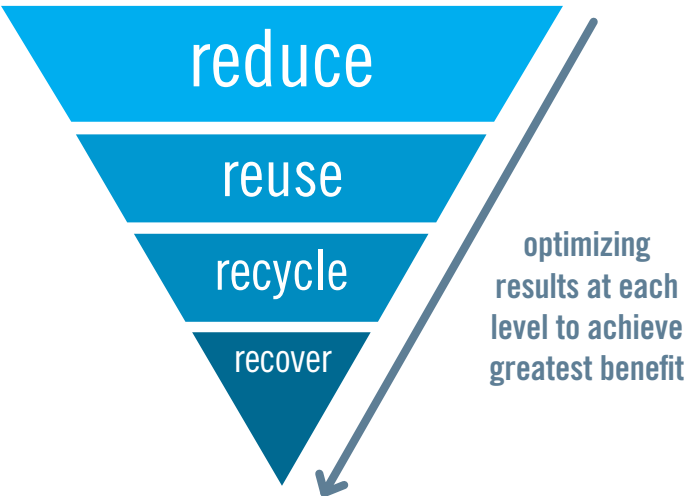 reduce
reuse
recycle
recover
optimizing
results at each
level to achieve
greatest benefit